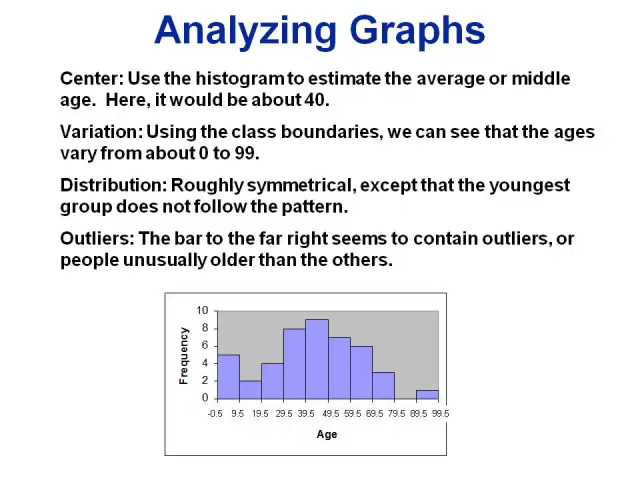 Analyzing Graphs
Center: Use the histogram to estimate the average or middle
age.  Here, it would be about 40.
Variation: Using the class boundaries, we can see that the ages
vary from about 0 to 99.
Distribution: Roughly symmetrical, except that the youngest
group does not follow the pattern.
Outliers: The bar to the far right seems to contain outliers, or
people unusually older than the others.
10
8
6
4
2
0
Frequency
-0.5 9.5 19.5 29.5 39.5 49.5 59.5 69.5 79.5 89.5 99.5
Age